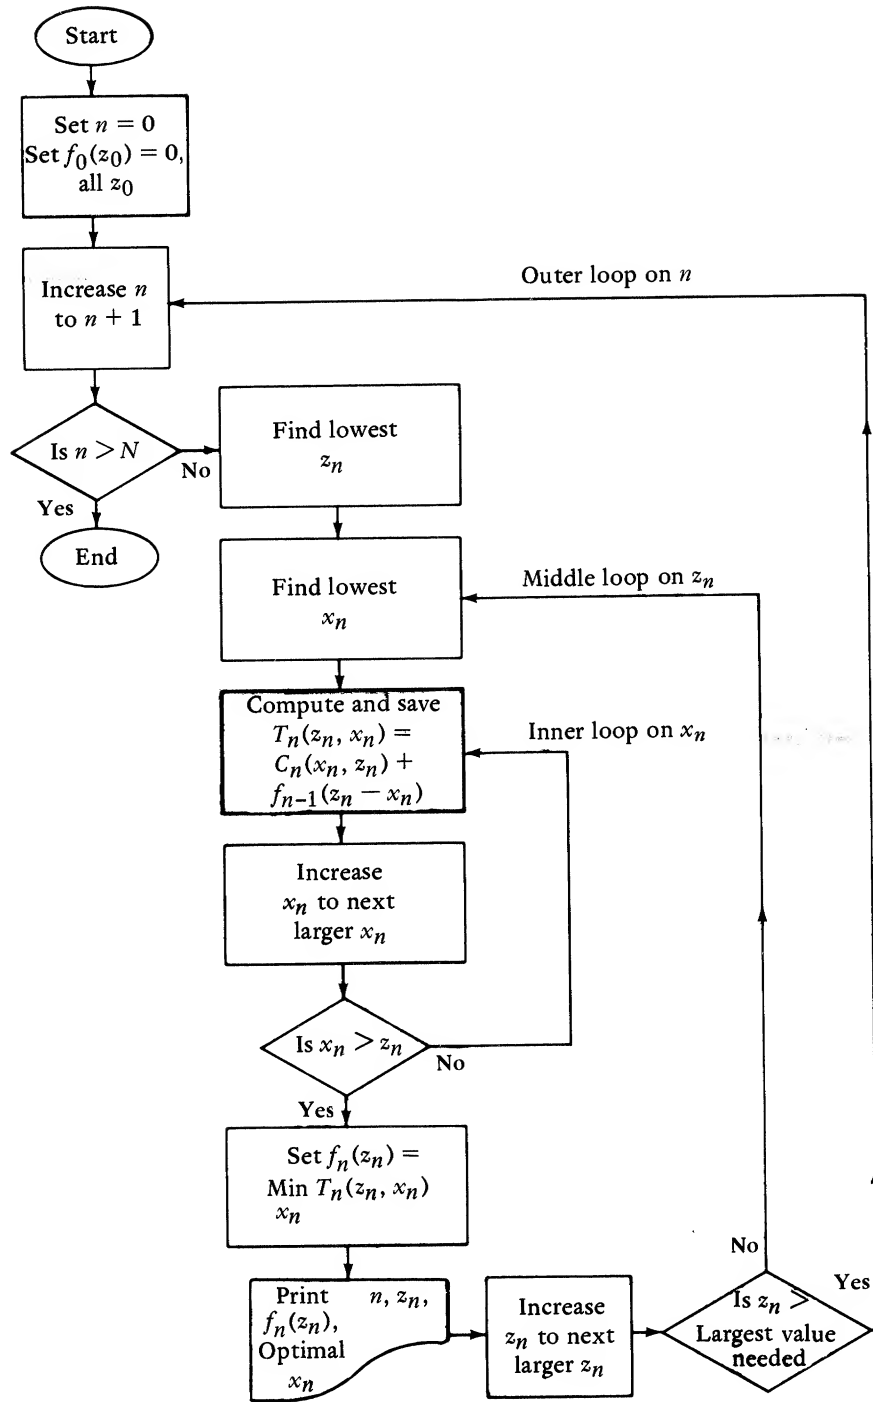 Start
Set n = 0
Set f₀(z₀) = 0,
all z₀
Increase n
to n + 1
Outer loop on n
Is n > N
No
Yes
End
Find lowest
zₙ
Find lowest
xₙ
Middle loop on zₙ
Compute and save
Tₙ(zₙ, xₙ) =
Cₙ(xₙ, zₙ) +
fₙ₋₁(zₙ − xₙ)
Inner loop on xₙ
Increase
xₙ to next
larger xₙ
Is xₙ > zₙ
No
Yes
Set fₙ(zₙ) =
Min Tₙ(zₙ, xₙ)
xₙ
Print n, zₙ,
fₙ(zₙ),
Optimal
xₙ
Increase
zₙ to next
larger zₙ
No
Yes
Is zₙ >
Largest value
needed